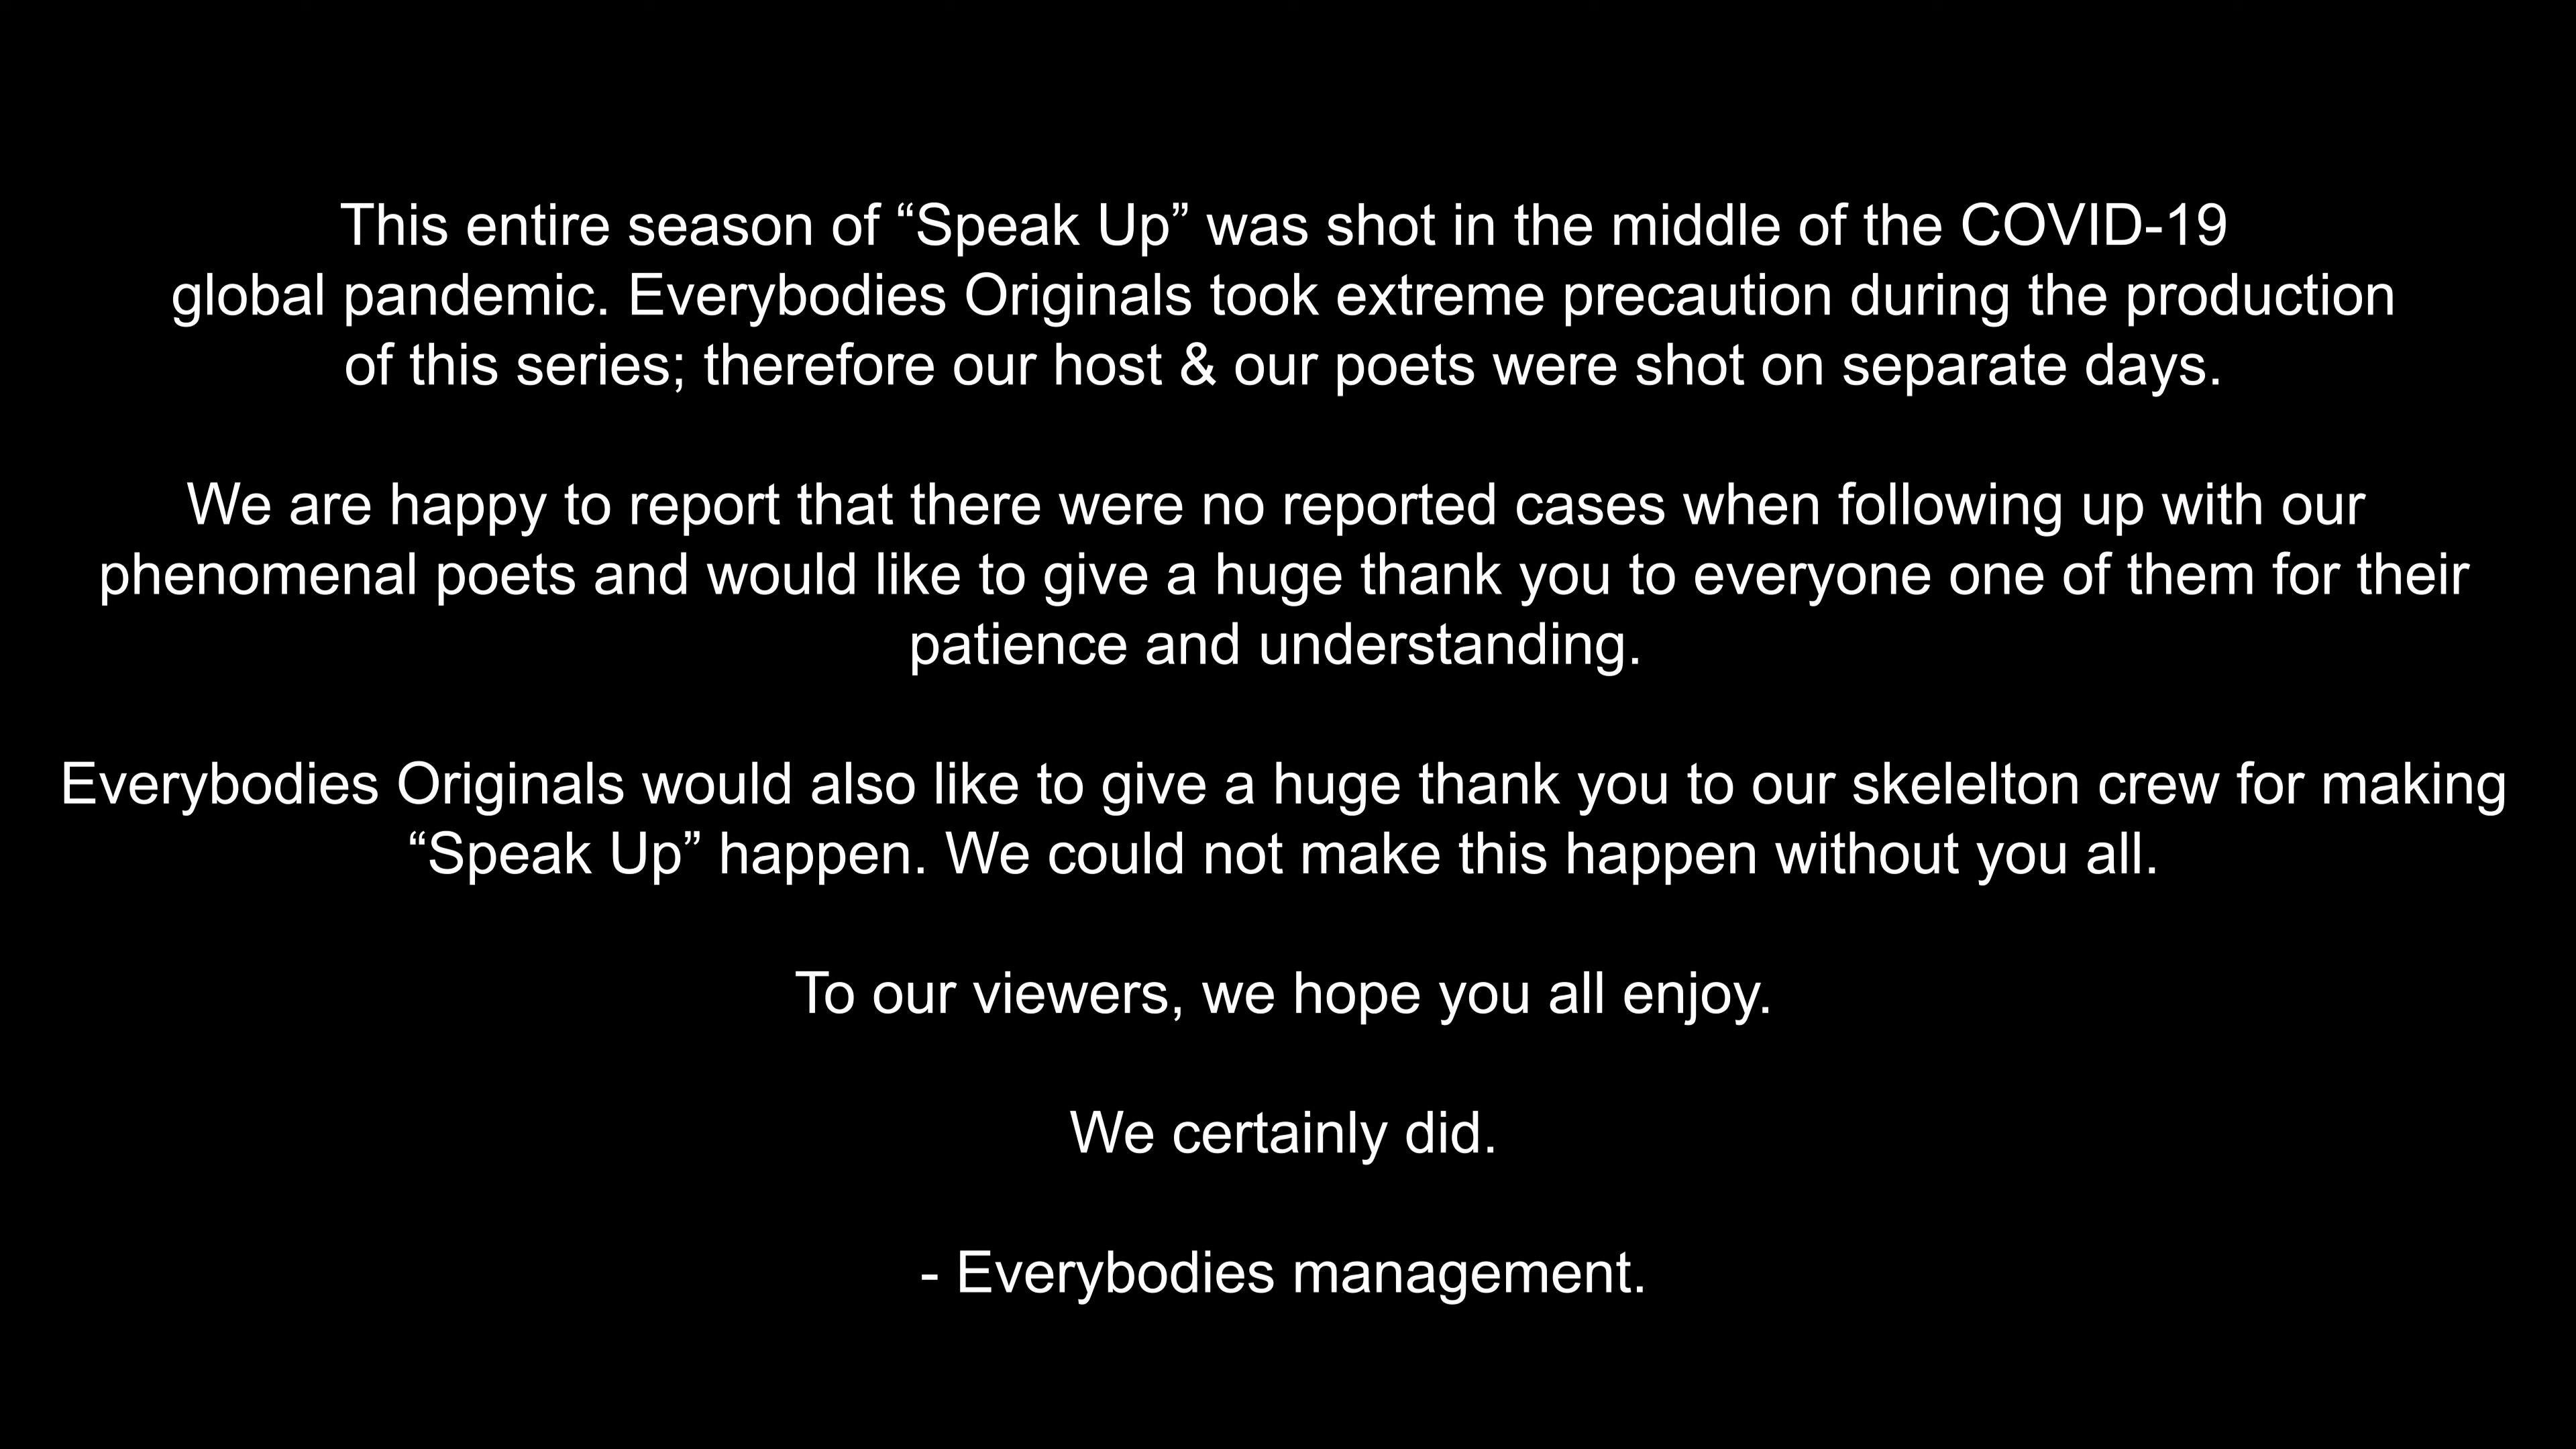 This entire season of “Speak Up” was shot in the middle of the COVID-19
global pandemic. Everybodies Originals took extreme precaution during the production
of this series; therefore our host & our poets were shot on separate days.
We are happy to report that there were no reported cases when following up with our
phenomenal poets and would like to give a huge thank you to everyone one of them for their
patience and understanding.
Everybodies Originals would also like to give a huge thank you to our skelelton crew for making
“Speak Up” happen. We could not make this happen without you all.
To our viewers, we hope you all enjoy.
We certainly did.
- Everybodies management.